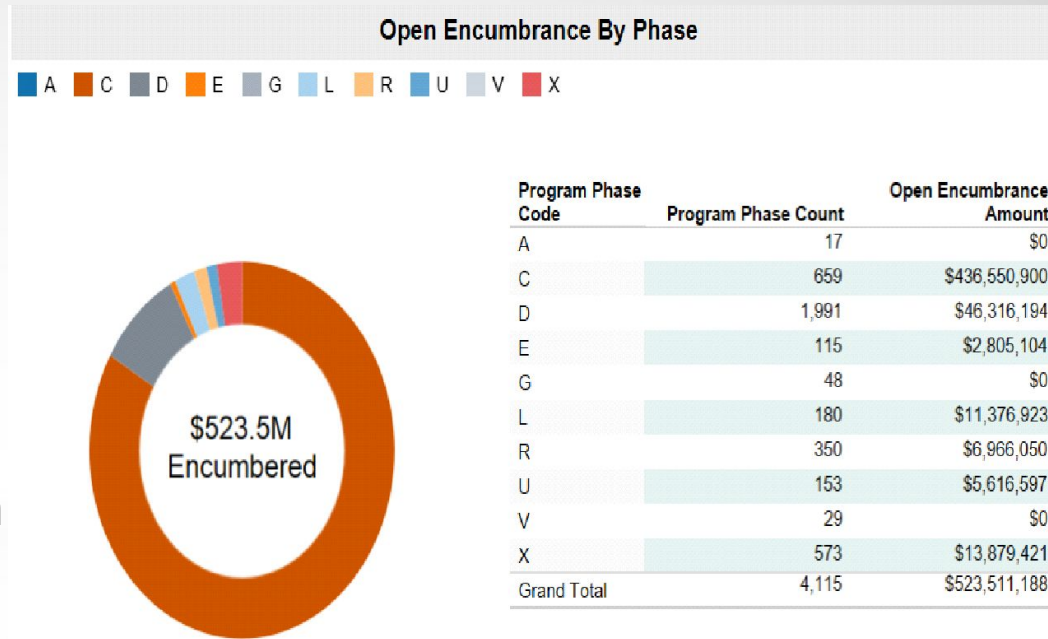 Open Encumbrance By Phase
A C D E G L R U V X
Program Phase Code Program Phase Count Open Encumbrance Amount
A 17 $0
C 659 $436,550,900
D 1,991 $46,316,194
E 115 $2,805,104
G 48 $0
L 180 $11,376,923
R 350 $6,966,050
U 153 $5,616,597
V 29 $0
X 573 $13,879,421
Grand Total 4,115 $523,511,188
$523.5M
Encumbered